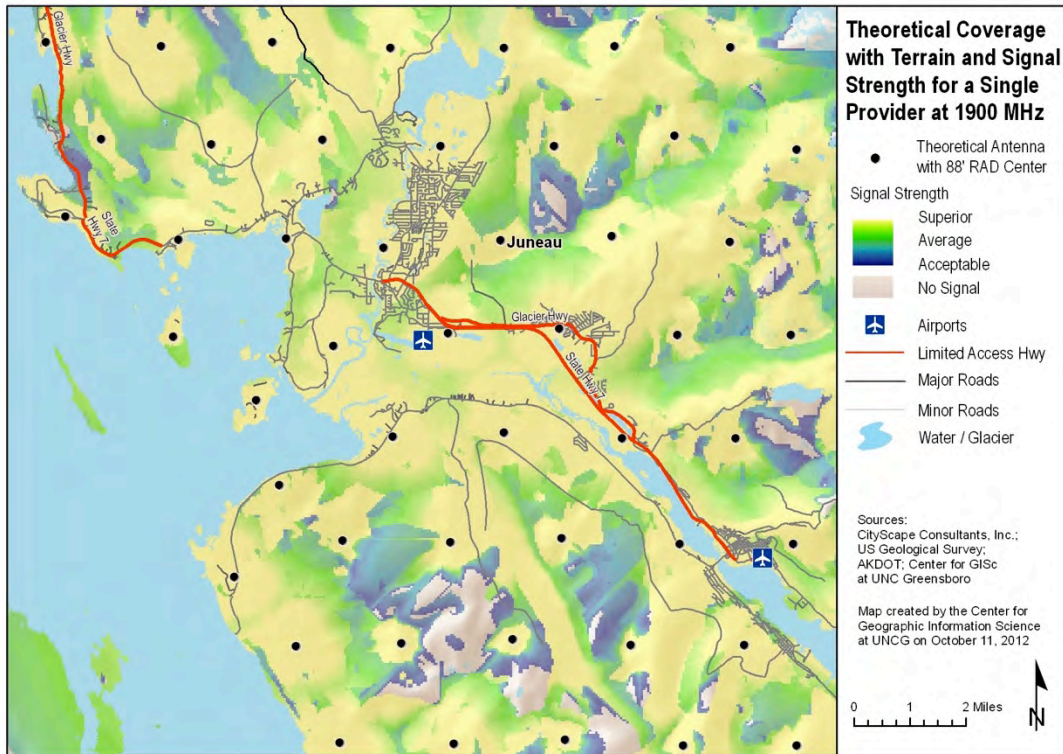 Glacier Hwy
State
Hwy 7
Juneau
Glacier Hwy
State Hwy 7
Theoretical Coverage
with Terrain and Signal
Strength for a Single
Provider at 1900 MHz
Theoretical Antenna
with 88' RAD Center
Signal Strength
Superior
Average
Acceptable
No Signal
Airports
Limited Access Hwy
Major Roads
Minor Roads
Water / Glacier
Sources:
CityScape Consultants, Inc.;
US Geological Survey;
AKDOT; Center for GISc
at UNC Greensboro
Map created by the Center for
Geographic Information Science
at UNCG on October 11, 2012
0 1 2 Miles
N